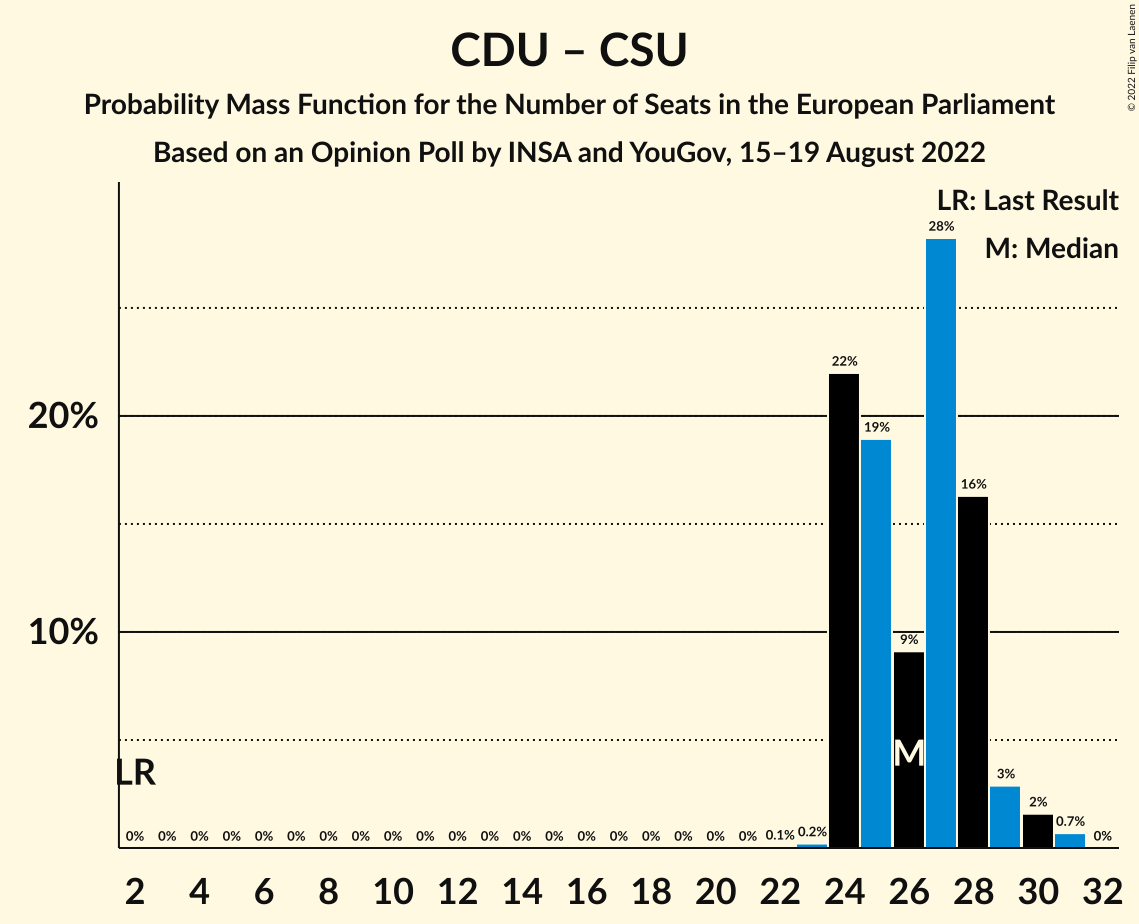 CDU – CSU
Probability Mass Function for the Number of Seats in the European Parliament
Based on an Opinion Poll by INSA and YouGov, 15–19 August 2022
© 2022 Filip van Laenen
LR: Last Result
M: Median
28%
22%
20%
19%
16%
10%
9%
M
LR
3%
2%
0% 0% 0% 0% 0% 0% 0% 0% 0% 0% 0% 0% 0% 0% 0% 0% 0% 0% 0% 0% 0.1% 0.2% 0.7% 0%
2 4 6 8 10 12 14 16 18 20 22 24 26 28 30 32